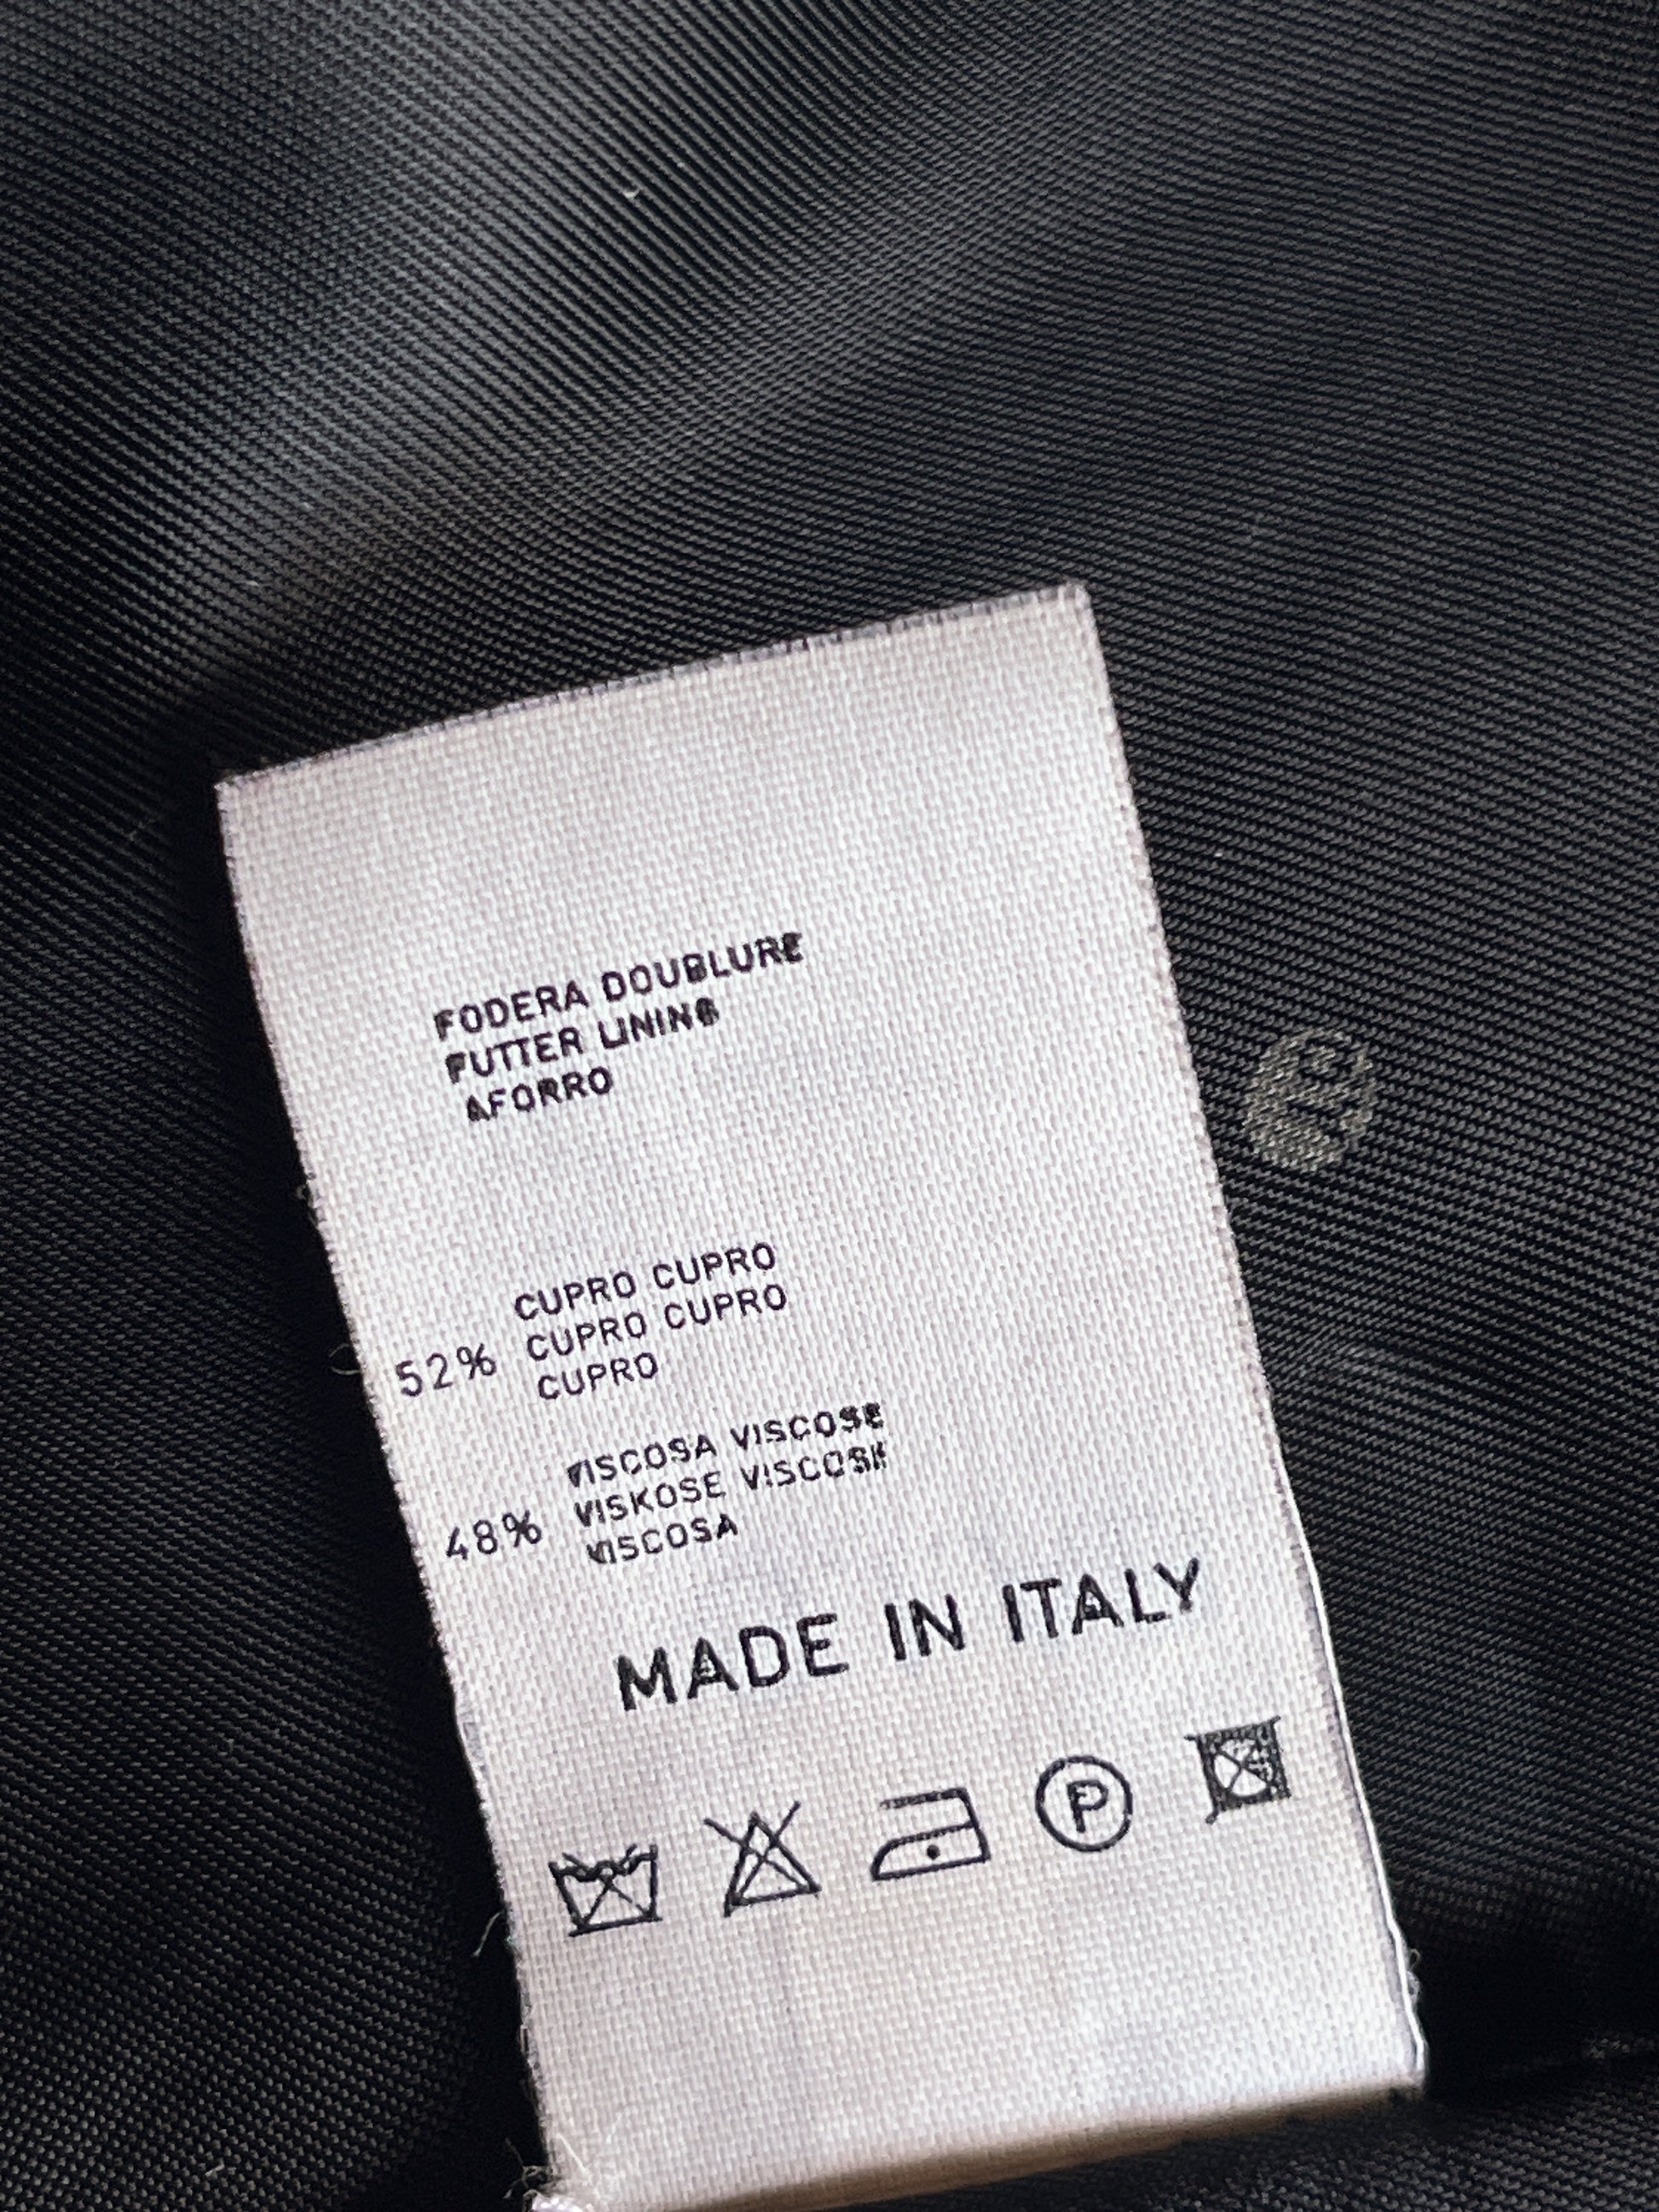 FODERA DOUBLURE
FUTTER LINING
AFORRO
CUPRO CUPRO
52% CUPRO CUPRO
CUPRO
VISCOSA VISCOSE
48% VISKOSE VISCOSE
VISCOSA
MADE IN ITALY
P